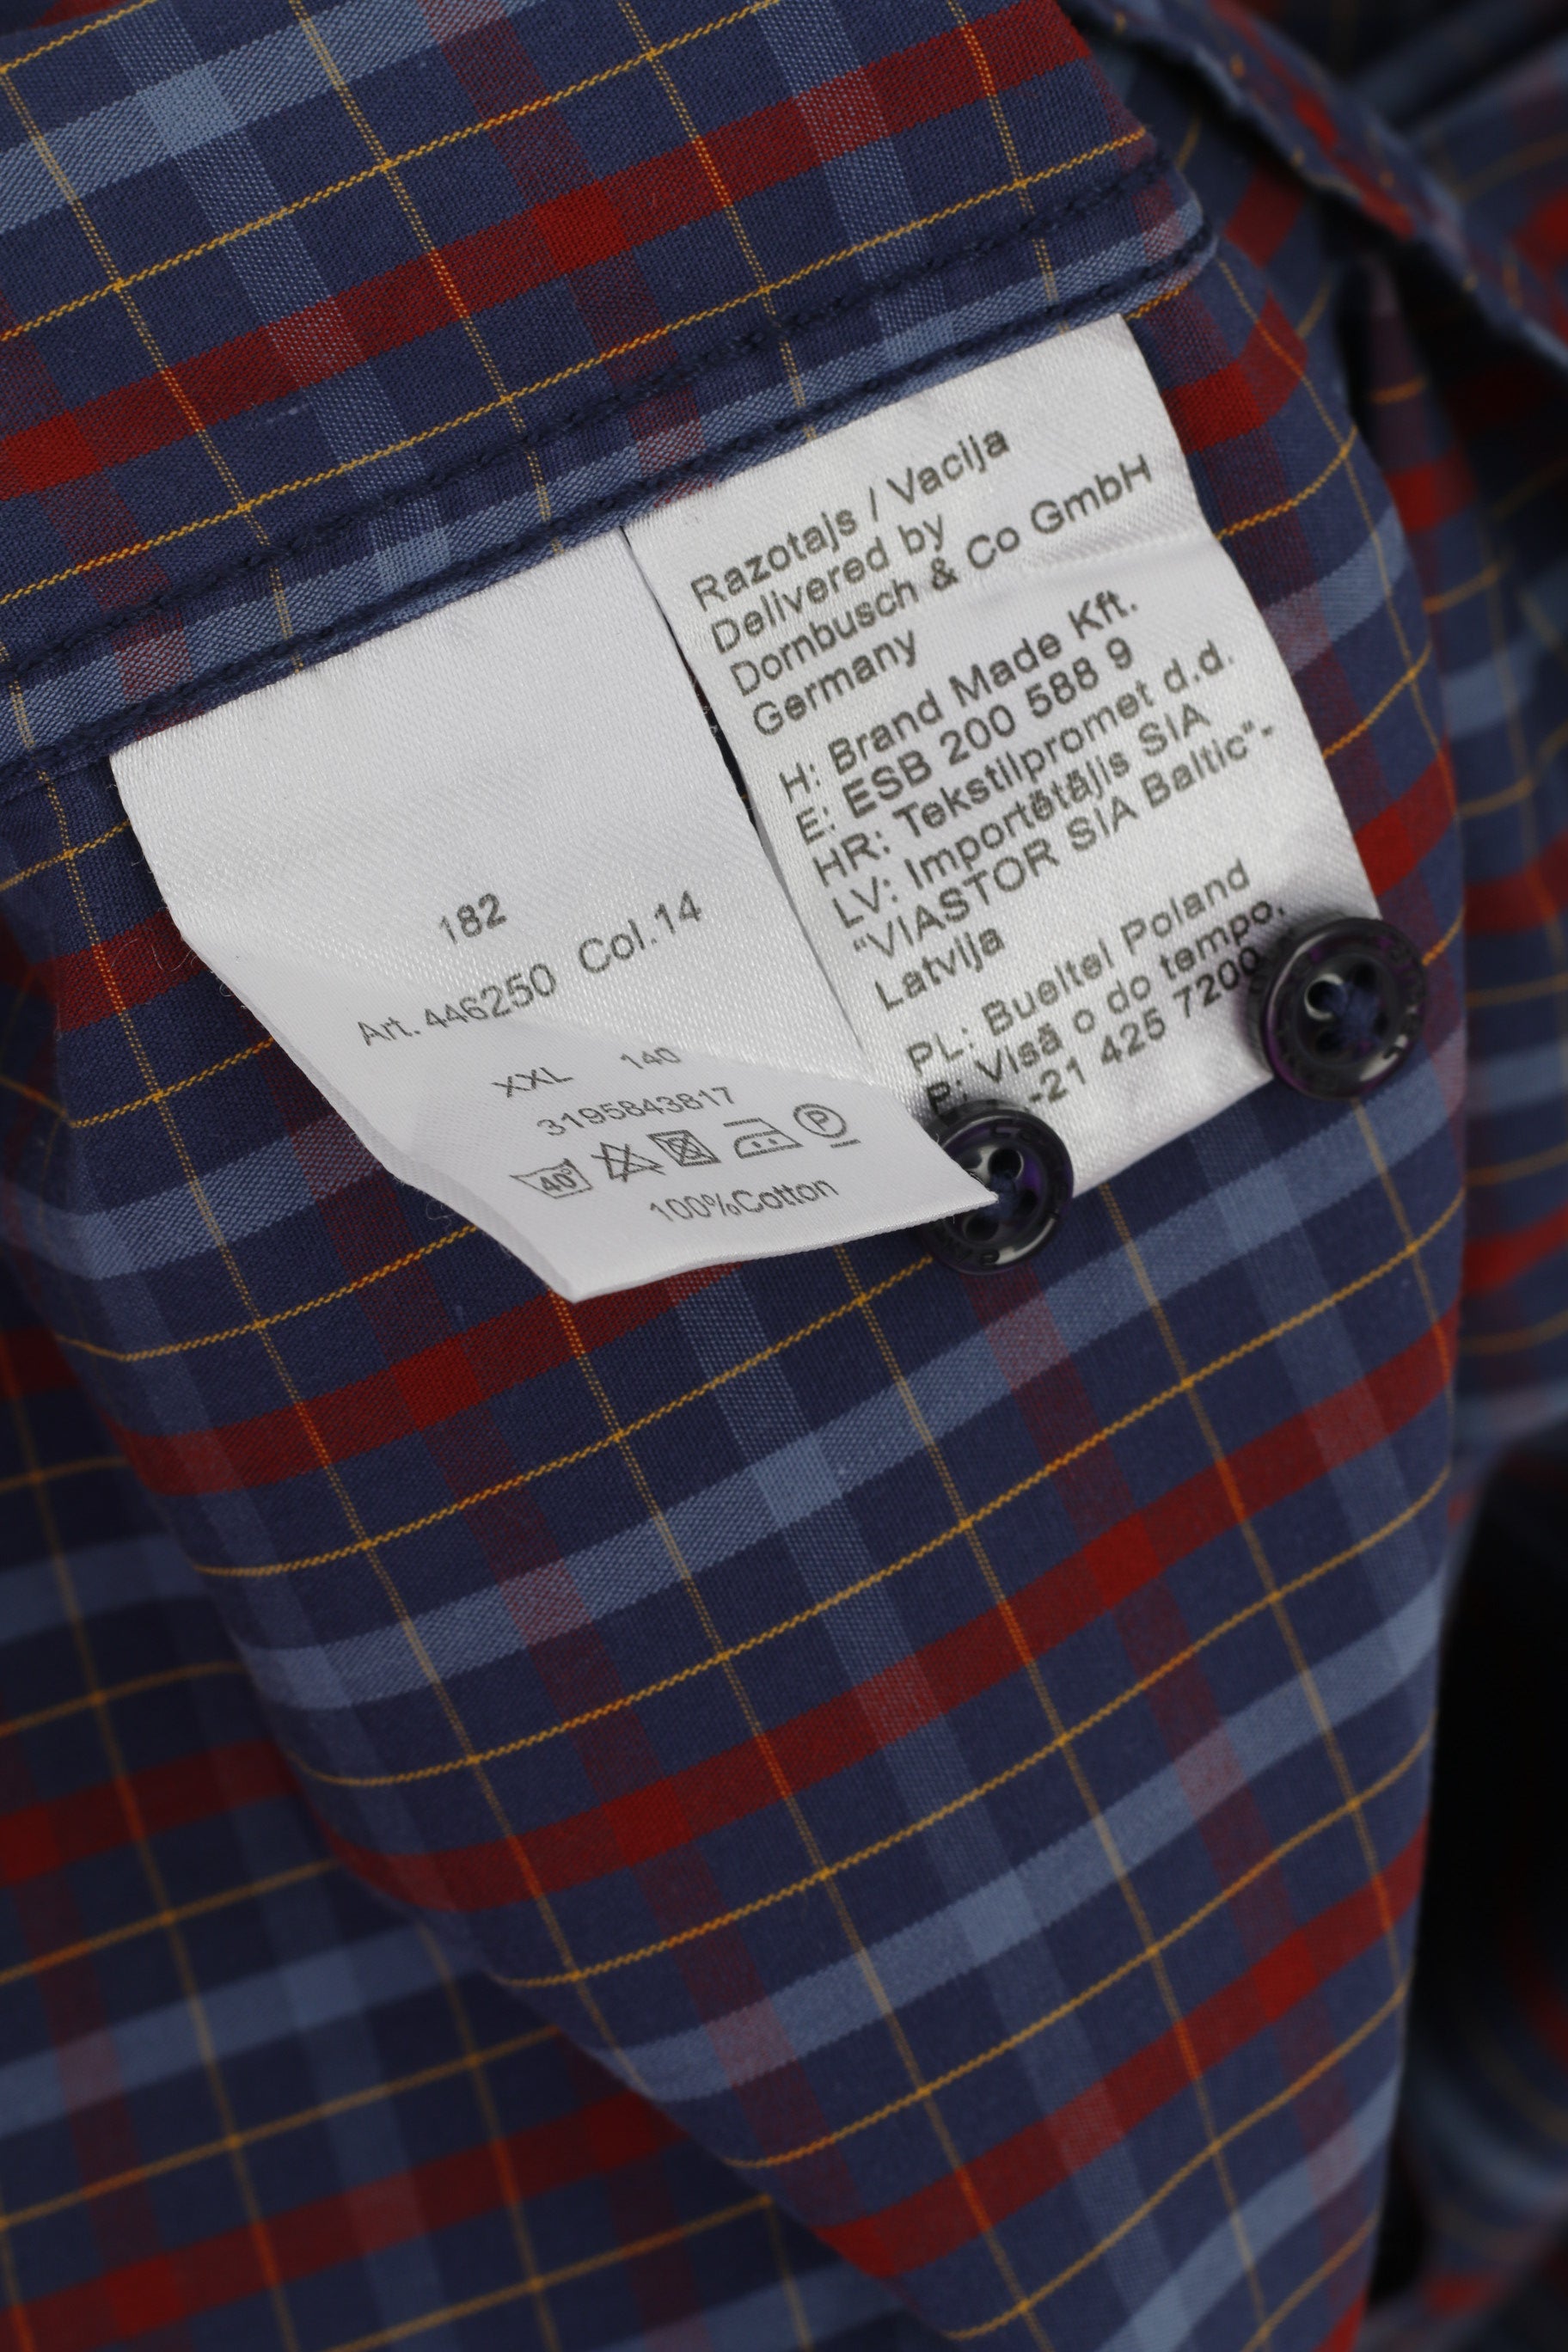 182
Art. 446250 Col.14
XXL 140
3195843817
40° P
100%Cotton
Razotajs / Vacija
Delivered by
Dornbusch & Co GmbH
Germany
H: Brand Made Kft.
E: ESB 200 588 9
HR: Tekstilpromet d.d.
LV: Importētājis SIA
"VIASTOR SIA Baltic"-
Latvija
PL: Bueltel Poland
P: Visã o do tempo,
-21 425 7200